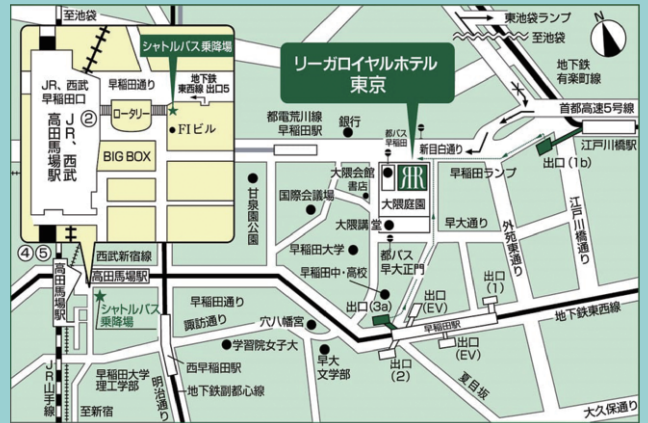 至池袋
シャトルバス乗降場
早稲田通り
地下鉄
東西線 出口5
JR、西武
早稲田口
②
ロータリー
FIビル
JR、西武
高田馬場駅
BIG BOX
リーガロイヤルホテル
東京
東池袋ランプ
至池袋
N
地下鉄
有楽町線
首都高速5号線
都電荒川線
早稲田駅
銀行
都バス
早稲田
新目白通り
江戸川橋駅
出口(1b)
早稲田ランプ
大隈会館
書店
大隈庭園
甘泉園公園
国際会議場
大隈講堂
早大通り
外苑東通り
江戸川橋通り
早稲田大学
都バス
早大正門
早稲田中・高校
④⑤
西武新宿線
高田馬場駅
高田馬場駅
シャトルバス
乗降場
早稲田通り
諏訪通り
穴八幡宮
出口(3a)
出口
(EV)
出口
(1)
早稲田駅
地下鉄東西線
出口
(EV)
出口
(2)
学習院女子大
早大
文学部
西早稲田駅
地下鉄副都心線
早稲田大学
理工学部
JR山手線
至新宿
明治通り
夏目坂
大久保通り